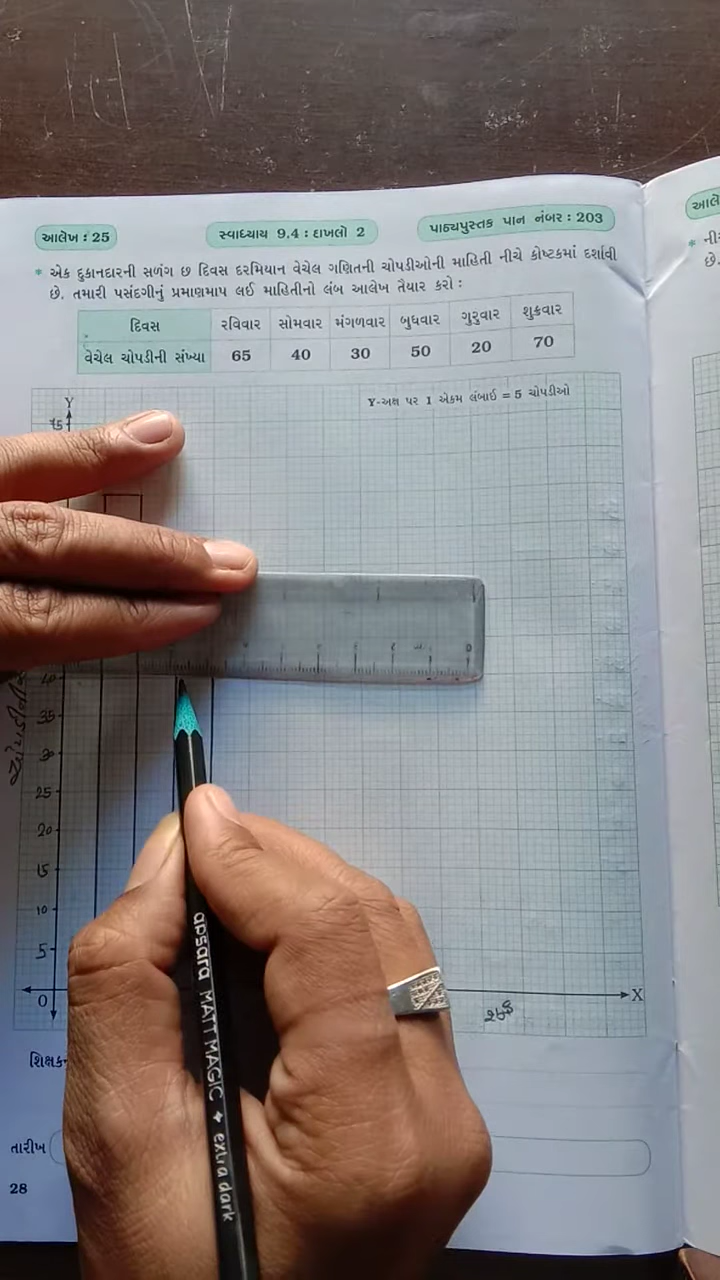 આલેખ : 25
સ્વાધ્યાય 9.4 : દાખલો 2
પાઠ્યપુસ્તક પાન નંબર : 203
આલે
* એક દુકાનદારની સળંગ છ દિવસ દરમિયાન વેચેલ ગણિતની ચોપડીઓની માહિતી નીચે કોષ્ટકમાં દર્શાવી
છે. તમારી પસંદગીનું પ્રમાણમાપ લઈ માહિતીનો લંબ આલેખ તૈયાર કરો :
* ની
છે.
દિવસ રવિવાર સોમવાર મંગળવાર બુધવાર ગુરુવાર શુક્રવાર
વેચેલ ચોપડીની સંખ્યા 65 40 30 50 20 70
Y
Y-અક્ષ પર 1 એકમ લંબાઈ = 5 ચોપડીઓ
75
40
35
30
25
20
15
10
5
0
X
apsara MATT MAGIC + extra dark
શિક્ષક
તારીખ
28